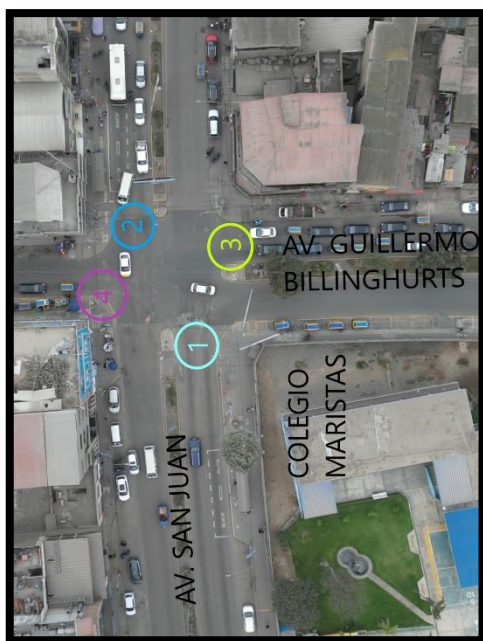 2
3
AV. GUILLERMO
BILLINGHURTS
4
1
COLEGIO
MARISTAS
AV. SAN JUAN